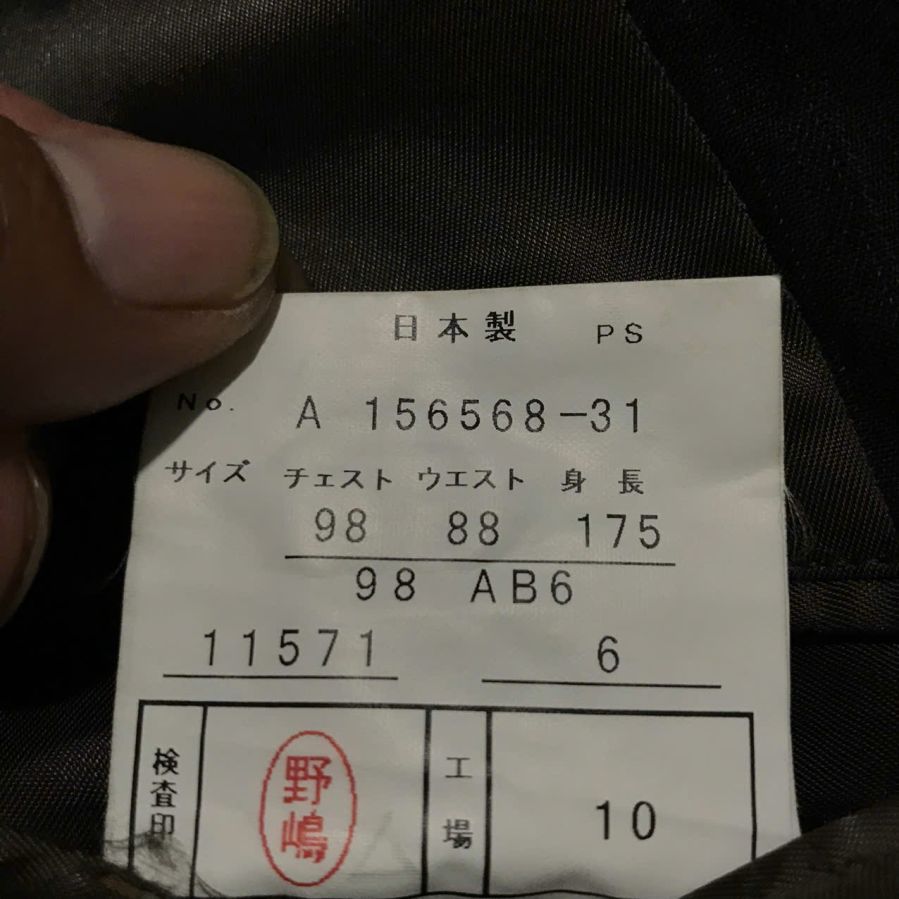 日本製 PS
No. A 156568-31
サイズ チェスト ウエスト 身長
98 88 175
98 AB6
11571 6
検査印 野嶋 工場 10